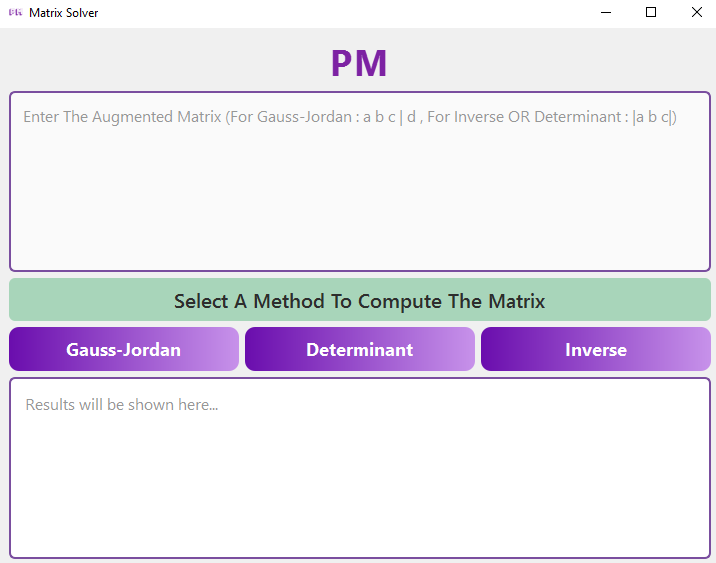 Matrix Solver
PM
Enter The Augmented Matrix (For Gauss-Jordan : a b c | d , For Inverse OR Determinant : |a b c|)
Select A Method To Compute The Matrix
Gauss-Jordan Determinant Inverse
Results will be shown here...